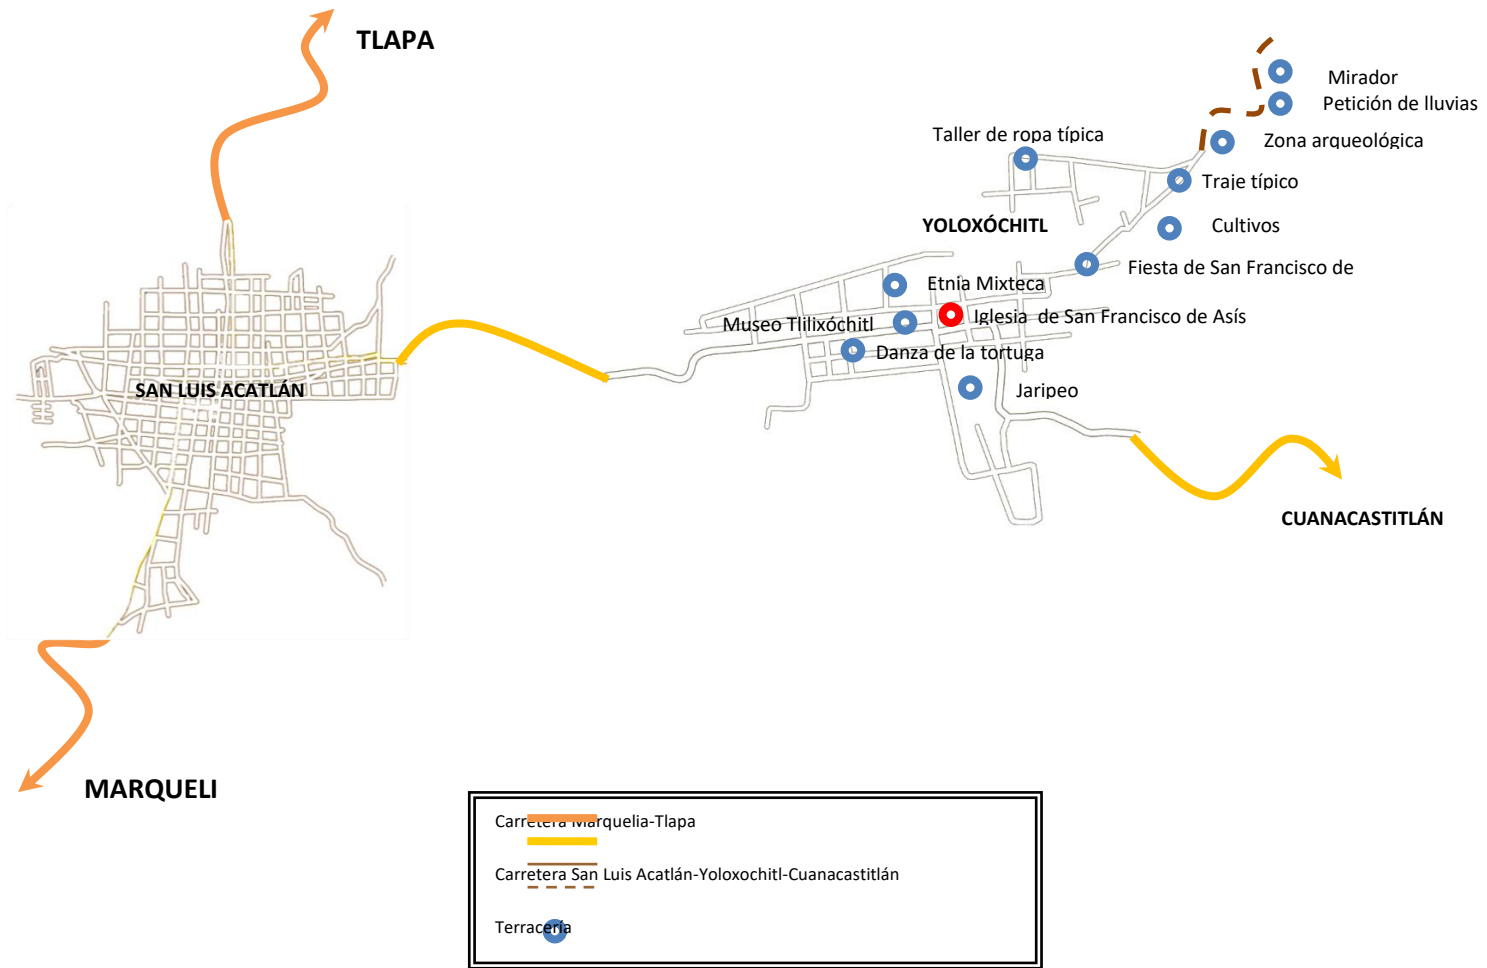 TLAPA
Mirador
Petición de lluvias
Taller de ropa típica
Zona arqueológica
Traje típico
YOLOXÓCHITL
Cultivos
Fiesta de San Francisco de
Etnia Mixteca
Museo Tlilixóchitl
Iglesia de San Francisco de Asís
Danza de la tortuga
SAN LUIS ACATLÁN
Jaripeo
CUANACASTITLÁN
MARQUELI
Carretera Marquelia-Tlapa
Carretera San Luis Acatlán-Yoloxochitl-Cuanacastitlán
Terracería